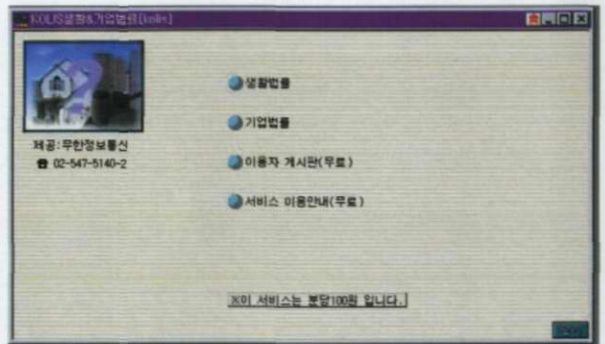 KOLIS생활&기업법률[kolis]
제공:무한정보통신
☎ 02-547-5140~2
생활법률
기업법률
이용자 게시판(무료)
서비스 이용안내(무료)
※이 서비스는 분당100원 입니다.